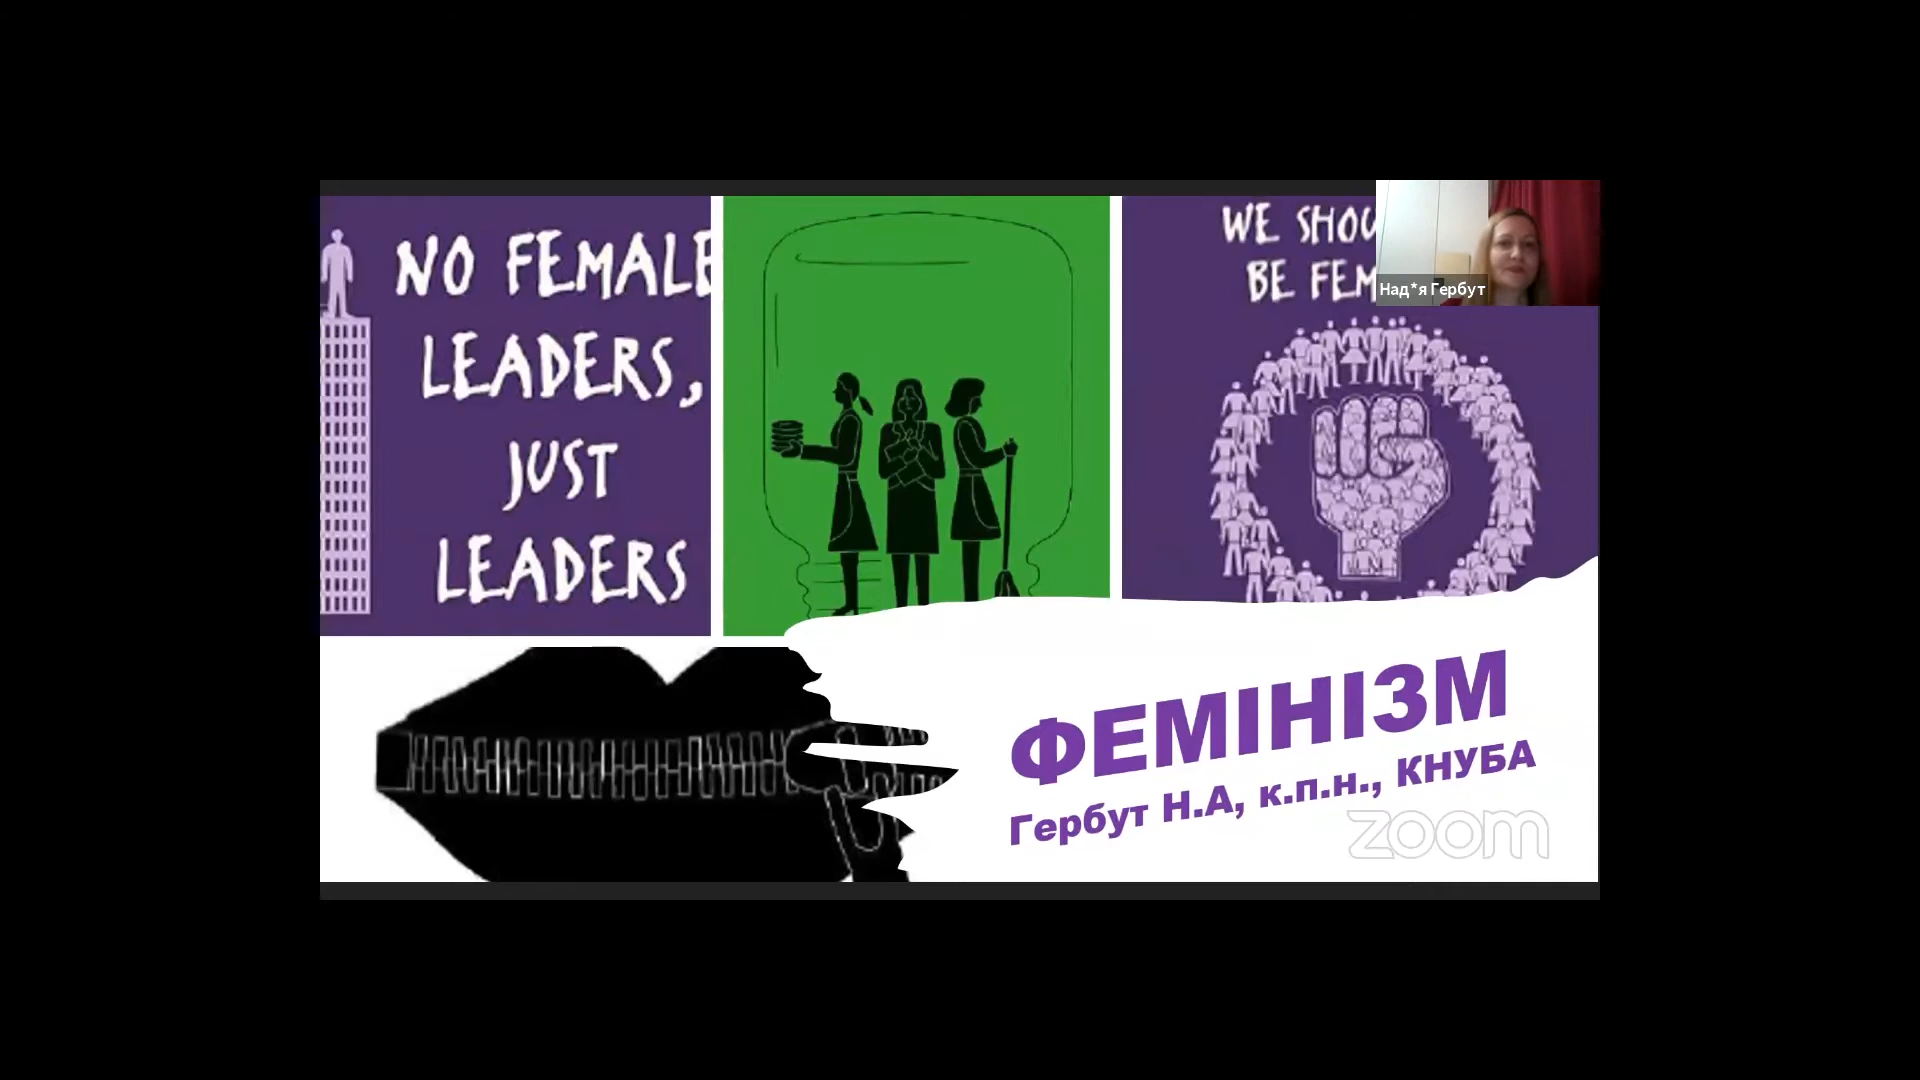 NO FEMALE
LEADERS,
JUST
LEADERS
WE SHOU
BE FEM
Над*я Гербут
ФЕМІНІЗМ
Гербут Н.А, к.п.н., КНУБА
zoom